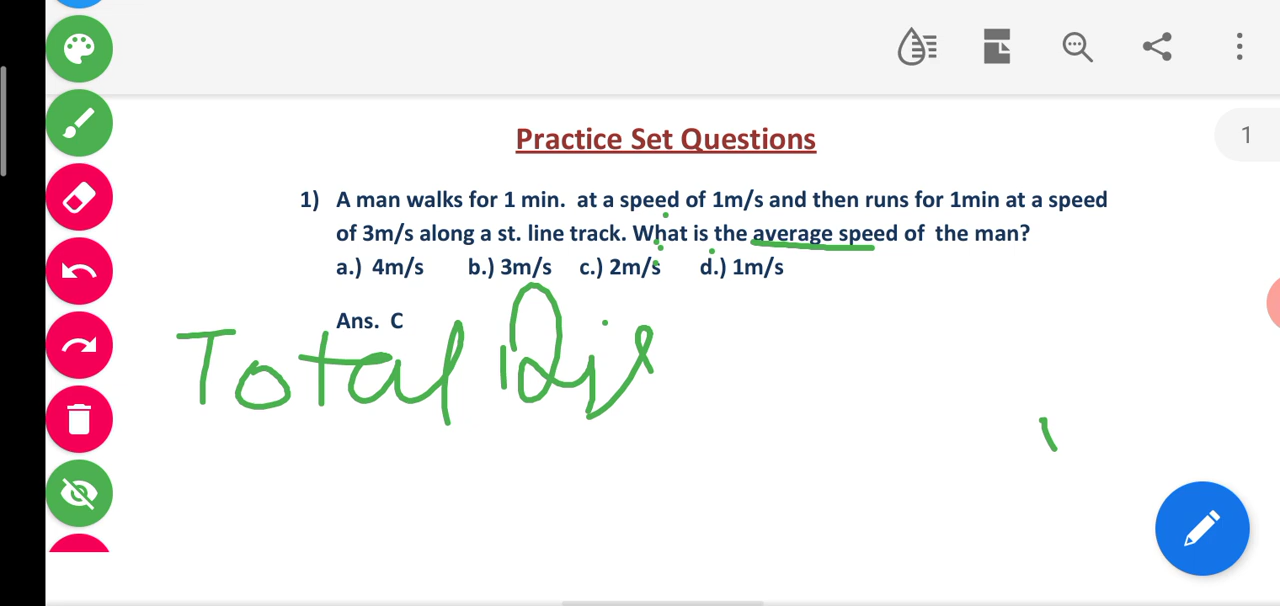 1
Practice Set Questions
1) A man walks for 1 min. at a speed of 1m/s and then runs for 1min at a speed
of 3m/s along a st. line track. What is the average speed of the man?
a.) 4m/s b.) 3m/s c.) 2m/s d.) 1m/s
Ans. C
Total Dis